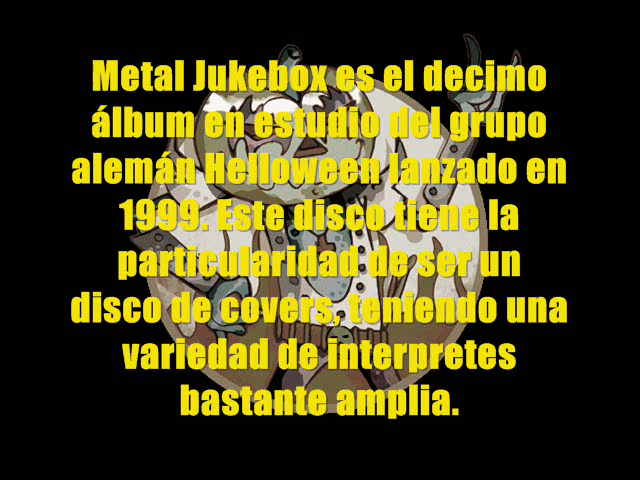 Metal Jukebox es el decimo
álbum en estudio del grupo
alemán Helloween lanzado en
1999. Este disco tiene la
particularidad de ser un
disco de covers, teniendo una
variedad de interpretes
bastante amplia.